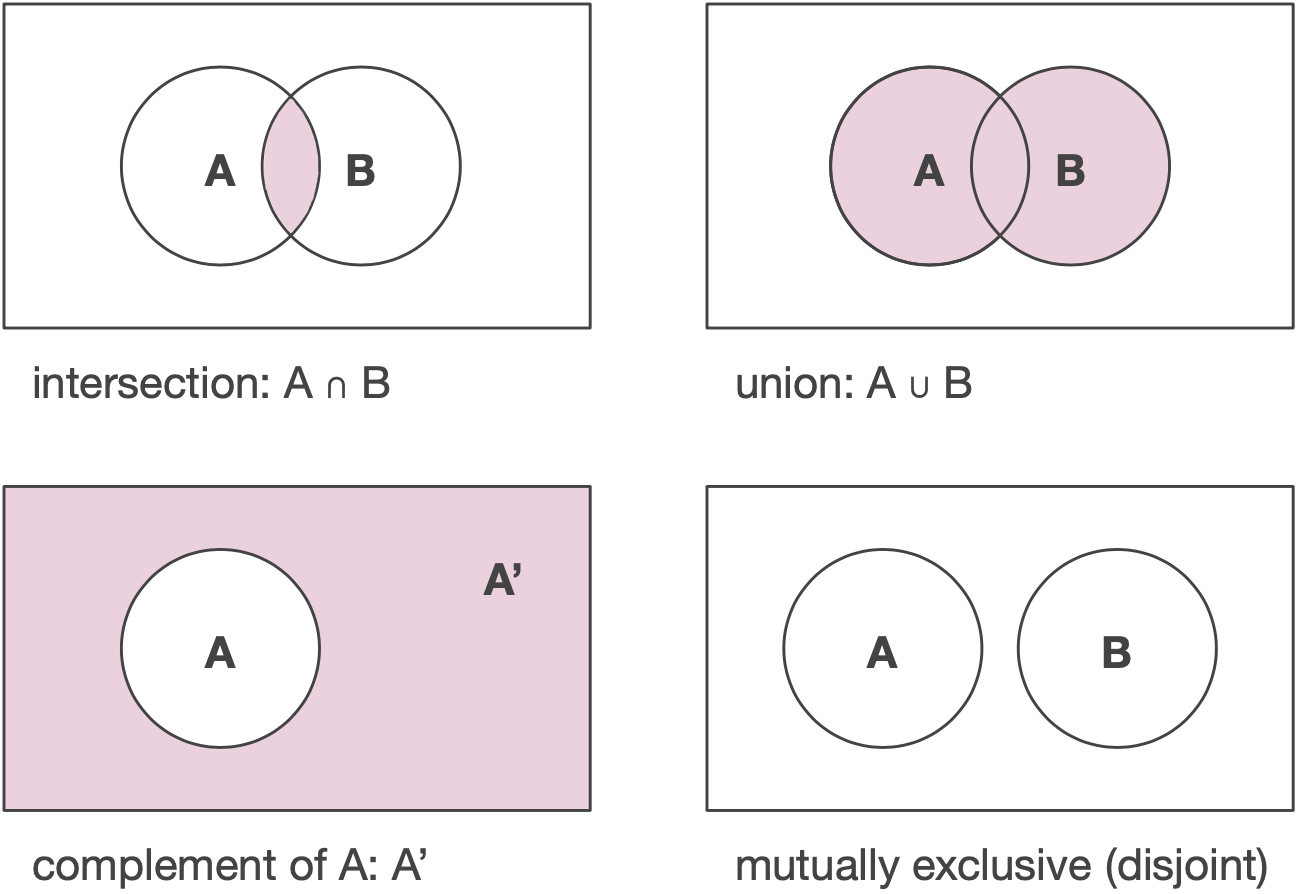 A B
A B
intersection: A ∩ B
union: A ∪ B
A’
A
A B
complement of A: A’
mutually exclusive (disjoint)